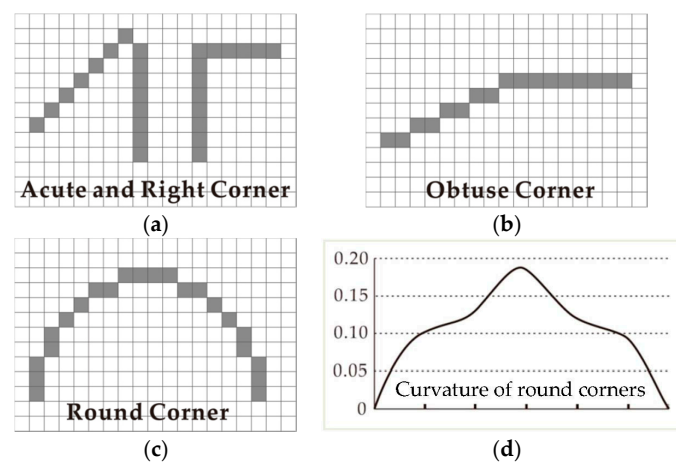 Acute and Right Corner
(a)
Obtuse Corner
(b)
Round Corner
(c)
0.20
0.15
0.10
0.05
0
Curvature of round corners
(d)